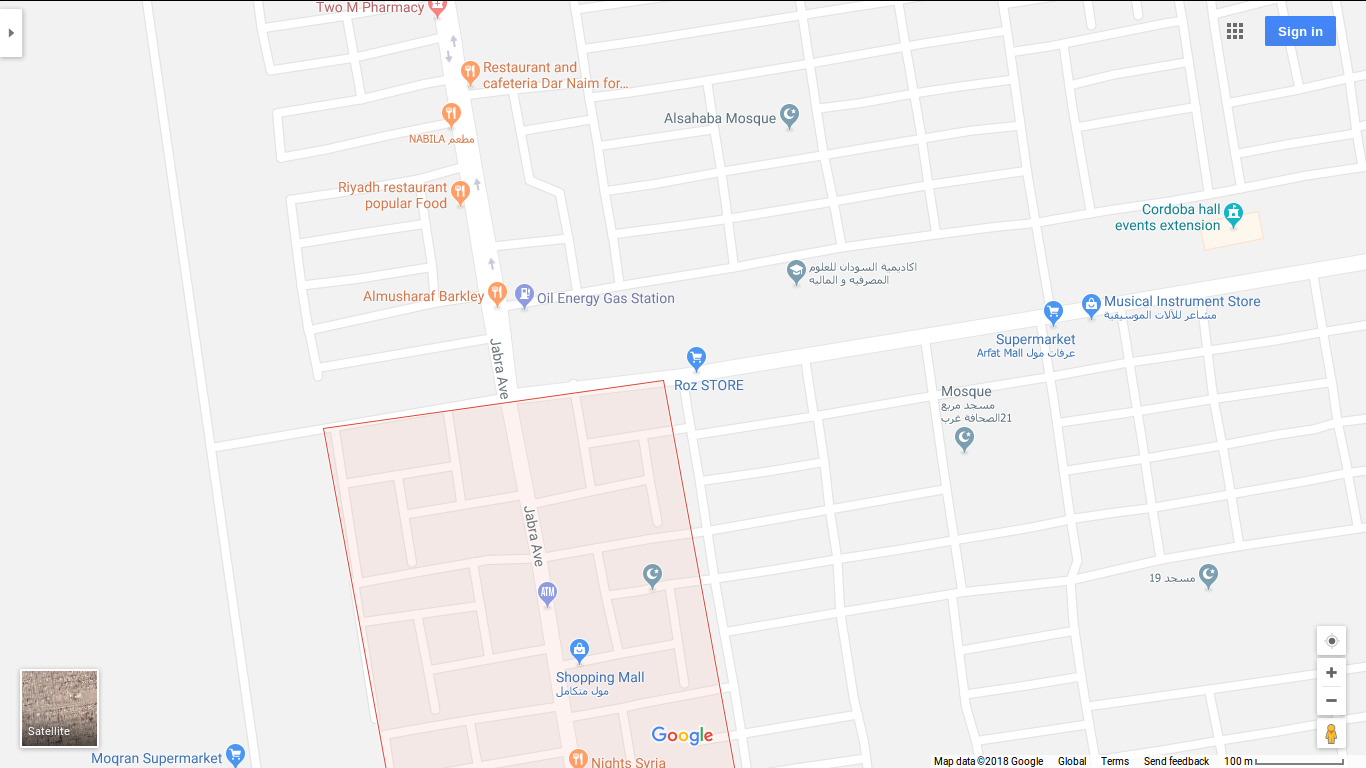 Two M Pharmacy
Sign in
Restaurant and
cafeteria Dar Naim for...
Alsahaba Mosque
NABILA مطعم
Riyadh restaurant
popular Food
Cordoba hall
events extension
اكاديمية السودان للعلوم
المصرفيه و الماليه
Almusharaf Barkley
Oil Energy Gas Station
Musical Instrument Store
مشاعر للآلات الموسيقية
Supermarket
Arfat Mall عرفات مول
Jabra Ave
Roz STORE
Mosque
مسجد مربع
21الصحافة غرب
Jabra Ave
مسجد 19
ATM
Shopping Mall
مول متكامل
Satellite
Google
Moqran Supermarket
Nights Syria
Map data ©2018 Google Global Terms Send feedback 100 m